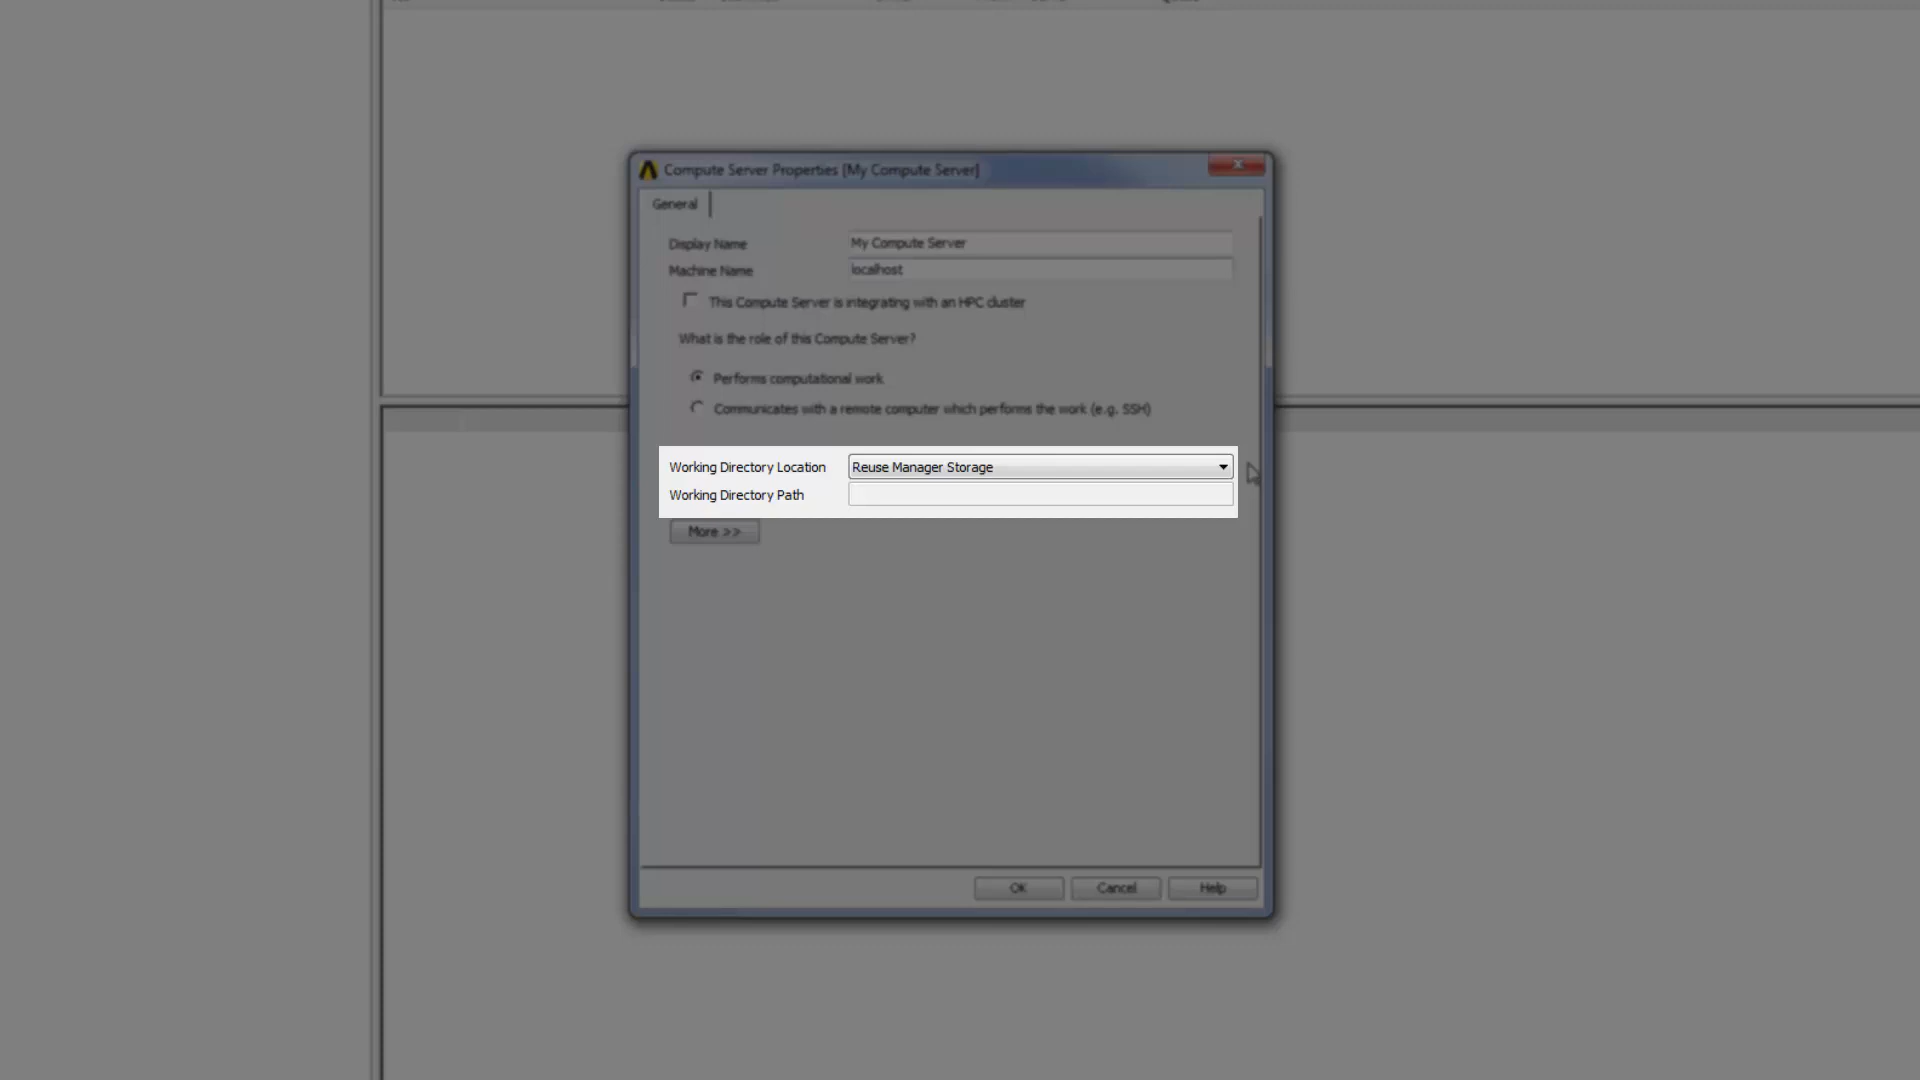 Compute Server Properties [My Compute Server]
General
Display Name My Compute Server
Machine Name localhost
This Compute Server is integrating with an HPC cluster
What is the role of this Compute Server?
Performs computational work
Communicates with a remote computer which performs the work (e.g. SSH)
Working Directory Location Reuse Manager Storage
Working Directory Path
More >>
OK Cancel Help